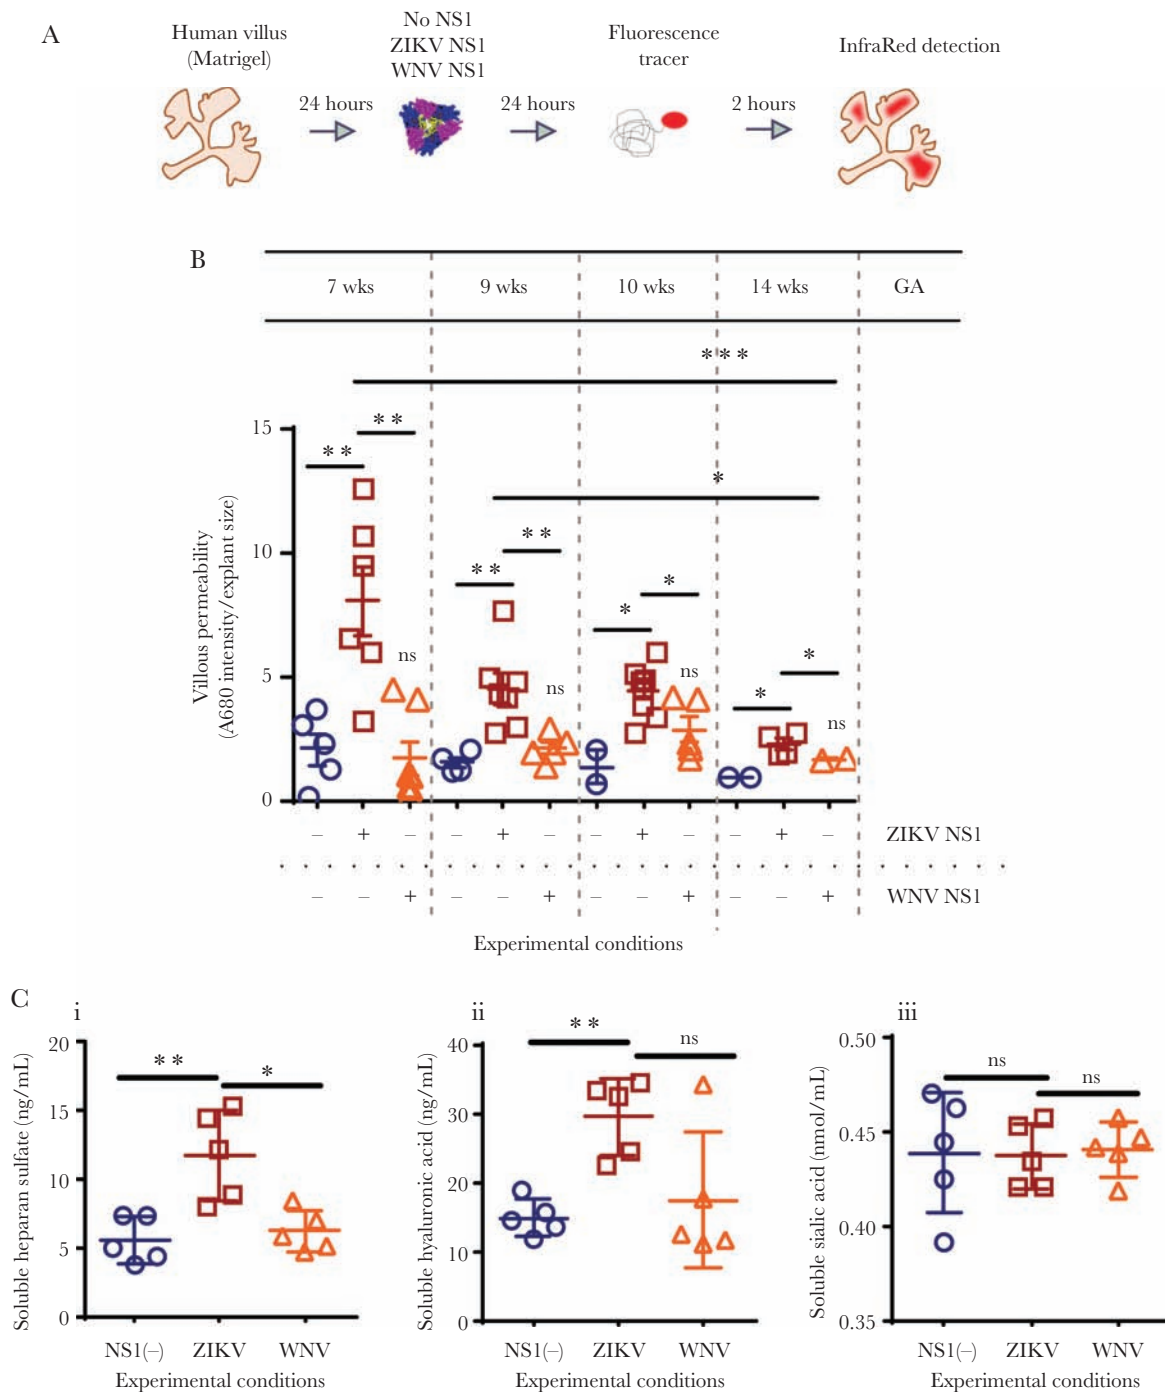 A
Human villus
(Matrigel)
24 hours
No NS1
ZIKV NS1
WNV NS1
24 hours
Fluorescence
tracer
2 hours
InfraRed detection
B
7 wks 9 wks 10 wks 14 wks GA
***
**
**
*
**
**
*
*
*
*
ns
ns
ns
ns
Villous permeability
(A680 intensity/explant size)
15
10
5
0
– + – – + – – + – – + – ZIKV NS1
– – + – – + – – + – – + WNV NS1
Experimental conditions
C
i
Soluble heparan sulfate (ng/mL)
20
15
10
5
0
**
*
NS1(–) ZIKV WNV
Experimental conditions
ii
Soluble hyaluronic acid (ng/mL)
40
30
20
10
0
**
ns
NS1(–) ZIKV WNV
Experimental conditions
iii
Soluble sialic acid (nmol/mL)
0.50
0.45
0.40
0.35
ns
ns
NS1(–) ZIKV WNV
Experimental conditions